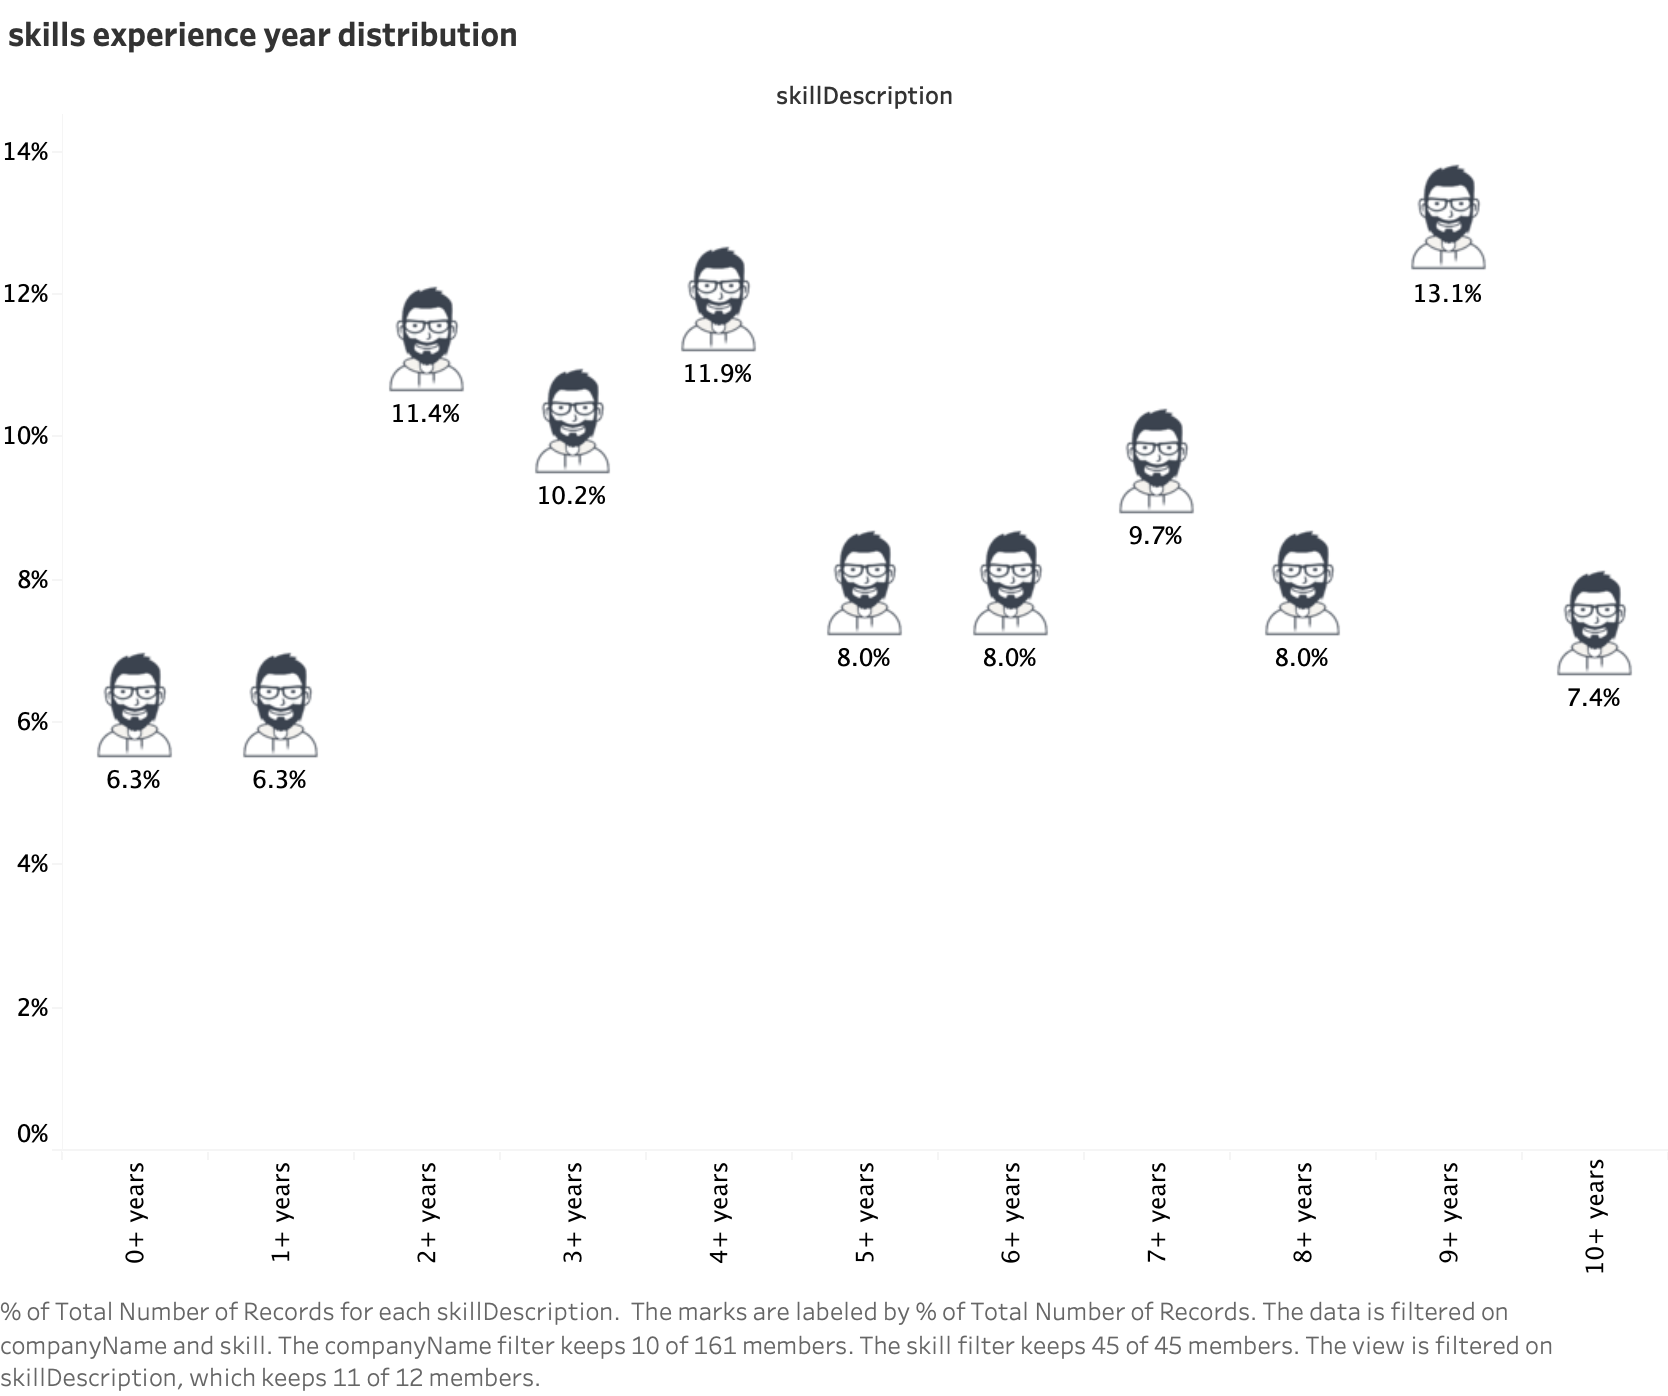 skills experience year distribution
skillDescription
14%
12%
10%
8%
6%
4%
2%
0%
6.3%
6.3%
11.4%
10.2%
11.9%
8.0%
8.0%
9.7%
8.0%
13.1%
7.4%
0+ years
1+ years
2+ years
3+ years
4+ years
5+ years
6+ years
7+ years
8+ years
9+ years
10+ years
% of Total Number of Records for each skillDescription.  The marks are labeled by % of Total Number of Records. The data is filtered on
companyName and skill. The companyName filter keeps 10 of 161 members. The skill filter keeps 45 of 45 members. The view is filtered on
skillDescription, which keeps 11 of 12 members.